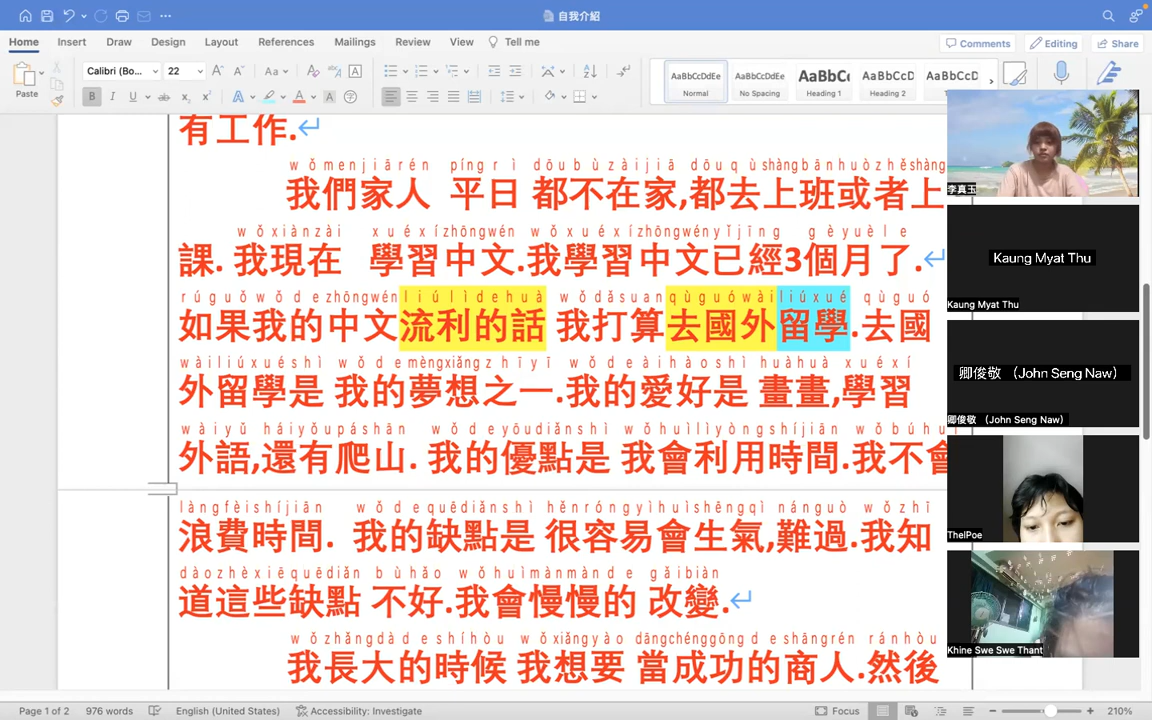 自我介紹
Home Insert Draw Design Layout References Mailings Review View Tell me Comments Editing Share
Paste
Calibri (Bo... 22
AaBbCcDdEe Normal
AaBbCcDdEe No Spacing
AaBbCc Heading 1
AaBbCcD Heading 2
AaBbCcD
有工作.
wǒmenjiārén píngrì dōubùzàijiā dōuqùshàngbānhuòzhěshàng
我們家人 平日 都不在家,都去上班或者上
wǒxiànzài xuéxízhōngwén wǒxuéxízhōngwényǐjīng gèyuèle
課. 我現在 學習中文.我學習中文已經3個月了.
rúguǒwǒdezhōngwénliúlìdehuà wǒdǎsuanqùguówàiliúxué qùguó
如果我的中文流利的話 我打算去國外留學.去國
wàiliúxuéshì wǒdemèngxiǎngzhīyī wǒdeàihàoshì huàhuà xuéxí
外留學是 我的夢想之一.我的愛好是 畫畫,學習
wàiyǔ háiyǒupáshān wǒdeyōudiǎnshì wǒhuìlìyòngshíjiān wǒbúhu
外語,還有爬山. 我的優點是 我會利用時間.我不會
làngfèishíjiān wǒdequēdiǎnshì hěnróngyìhuìshēngqì nánguò wǒzhī
浪費時間. 我的缺點是 很容易會生氣,難過.我知
dàozhèxiēquēdiǎn bùhǎo wǒhuìmànmànde gǎibiàn
道這些缺點 不好.我會慢慢的 改變.
wǒzhǎngdàdeshíhòu wǒxiǎngyào dāngchénggōngdeshāngrén ránhòu
我長大的時候 我想要 當成功的商人.然後
李真玉
Kaung Myat Thu
Kaung Myat Thu
卿俊敬 (John Seng Naw)
卿俊敬 (John Seng Naw)
ThelPoe
Khine Swe Swe Thant
Page 1 of 2 976 words English (United States) Accessibility: Investigate Focus 210%